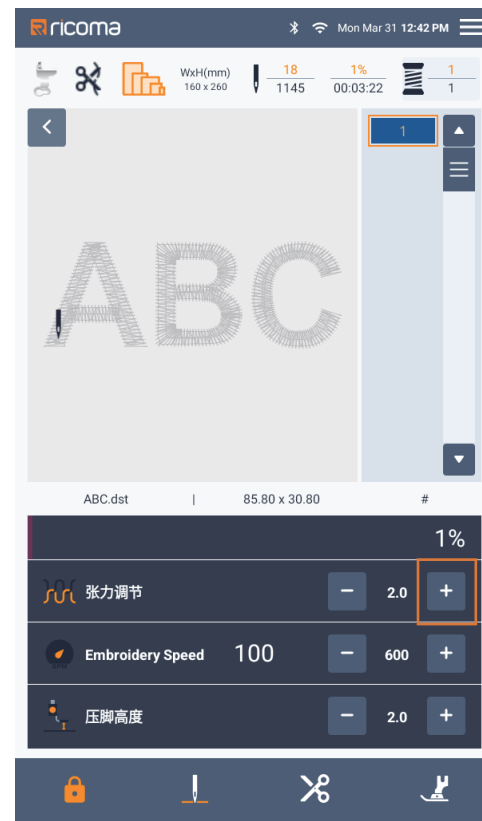 ricoma Mon Mar 31 12:42 PM
WxH(mm) 18 1% 1
160 x 260 1145 00:03:22 1
1
ABC
ABC.dst | 85.80 x 30.80 #
1%
张力调节 − 2.0 +
Embroidery Speed 100 − 600 +
压脚高度 − 2.0 +